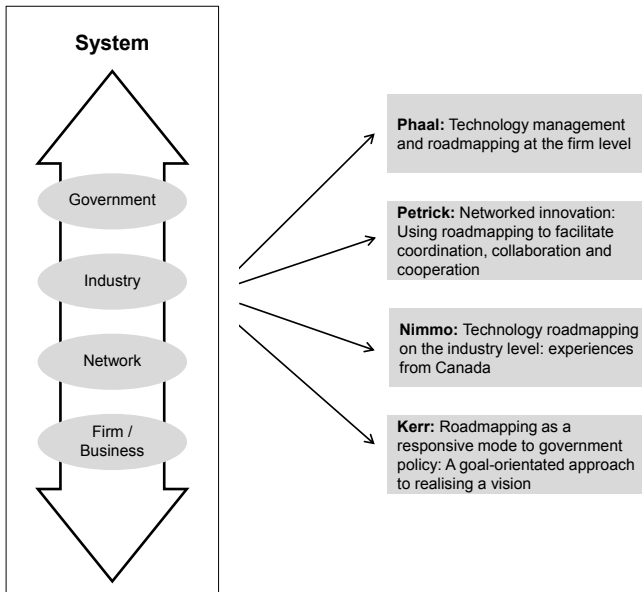 System
Government
Industry
Network
Firm /
Business
Phaal: Technology management
and roadmapping at the firm level
Petrick: Networked innovation:
Using roadmapping to facilitate
coordination, collaboration and
cooperation
Nimmo: Technology roadmapping
on the industry level: experiences
from Canada
Kerr: Roadmapping as a
responsive mode to government
policy: A goal-orientated approach
to realising a vision